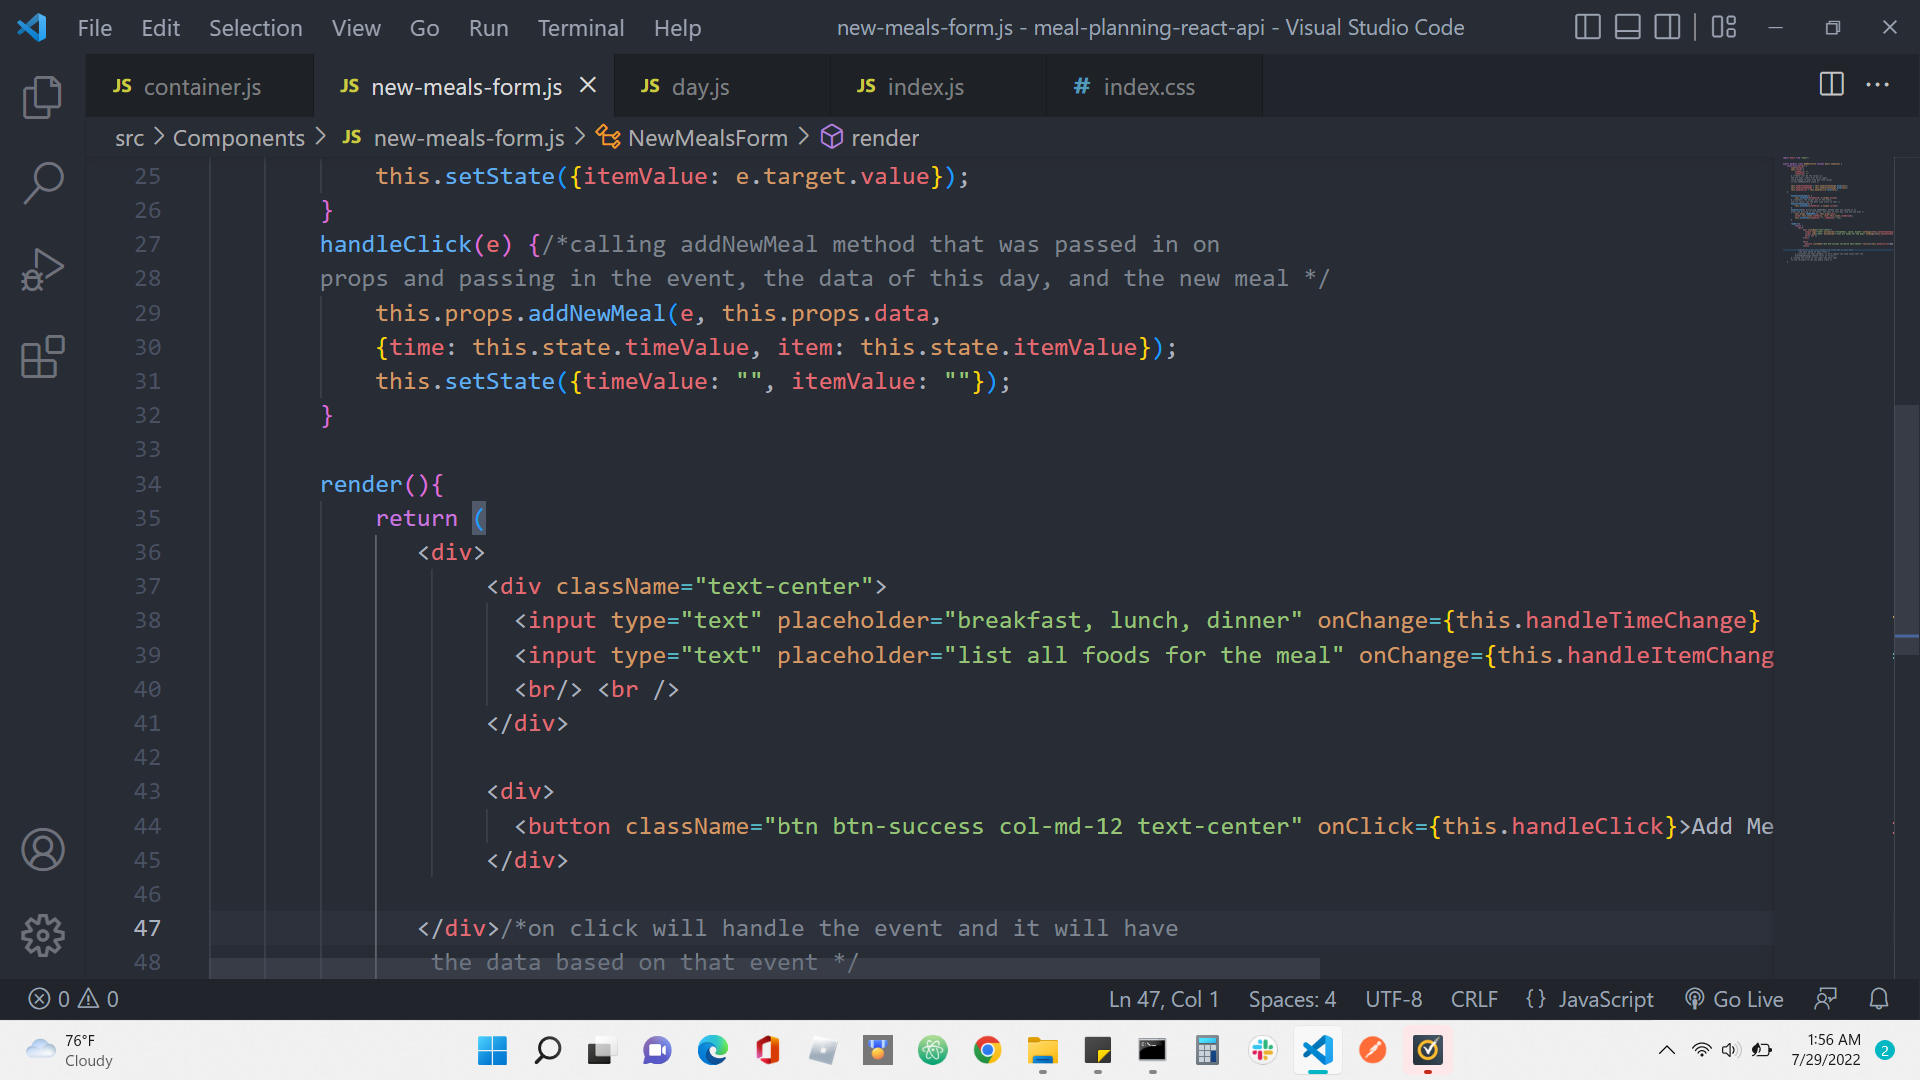 File Edit Selection View Go Run Terminal Help new-meals-form.js - meal-planning-react-api - Visual Studio Code
JS container.js JS new-meals-form.js JS day.js JS index.js # index.css
src > Components > JS new-meals-form.js > NewMealsForm > render
25 this.setState({itemValue: e.target.value});
26 }
27 handleClick(e) {/*calling addNewMeal method that was passed in on
28 props and passing in the event, the data of this day, and the new meal */
29 this.props.addNewMeal(e, this.props.data,
30 {time: this.state.timeValue, item: this.state.itemValue});
31 this.setState({timeValue: "", itemValue: ""});
32 }
33
34 render(){
35 return (
36 <div>
37 <div className="text-center">
38 <input type="text" placeholder="breakfast, lunch, dinner" onChange={this.handleTimeChange}
39 <input type="text" placeholder="list all foods for the meal" onChange={this.handleItemChang
40 <br/> <br />
41 </div>
42
43 <div>
44 <button className="btn btn-success col-md-12 text-center" onClick={this.handleClick}>Add Me
45 </div>
46
47 </div>/*on click will handle the event and it will have
48 the data based on that event */
0 0 Ln 47, Col 1 Spaces: 4 UTF-8 CRLF {} JavaScript Go Live
76°F
Cloudy
1:56 AM
7/29/2022
2